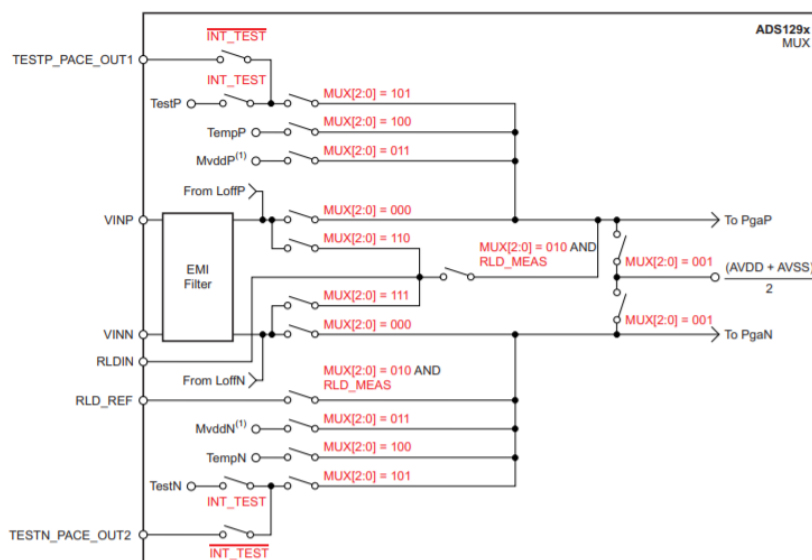 ADS129x
MUX
INT_TEST
TESTP_PACE_OUT1
INT_TEST
MUX[2:0] = 101
TestP
MUX[2:0] = 100
TempP
MUX[2:0] = 011
MvddP(1)
From LoffP
MUX[2:0] = 000
VINP
To PgaP
MUX[2:0] = 110
MUX[2:0] = 010 AND
RLD_MEAS
MUX[2:0] = 001
(AVDD + AVSS)
2
EMI
Filter
MUX[2:0] = 111
MUX[2:0] = 001
MUX[2:0] = 000
VINN
To PgaN
RLDIN
From LoffN
MUX[2:0] = 010 AND
RLD_MEAS
RLD_REF
MUX[2:0] = 011
MvddN(1)
MUX[2:0] = 100
TempN
MUX[2:0] = 101
TestN
INT_TEST
TESTN_PACE_OUT2
INT_TEST